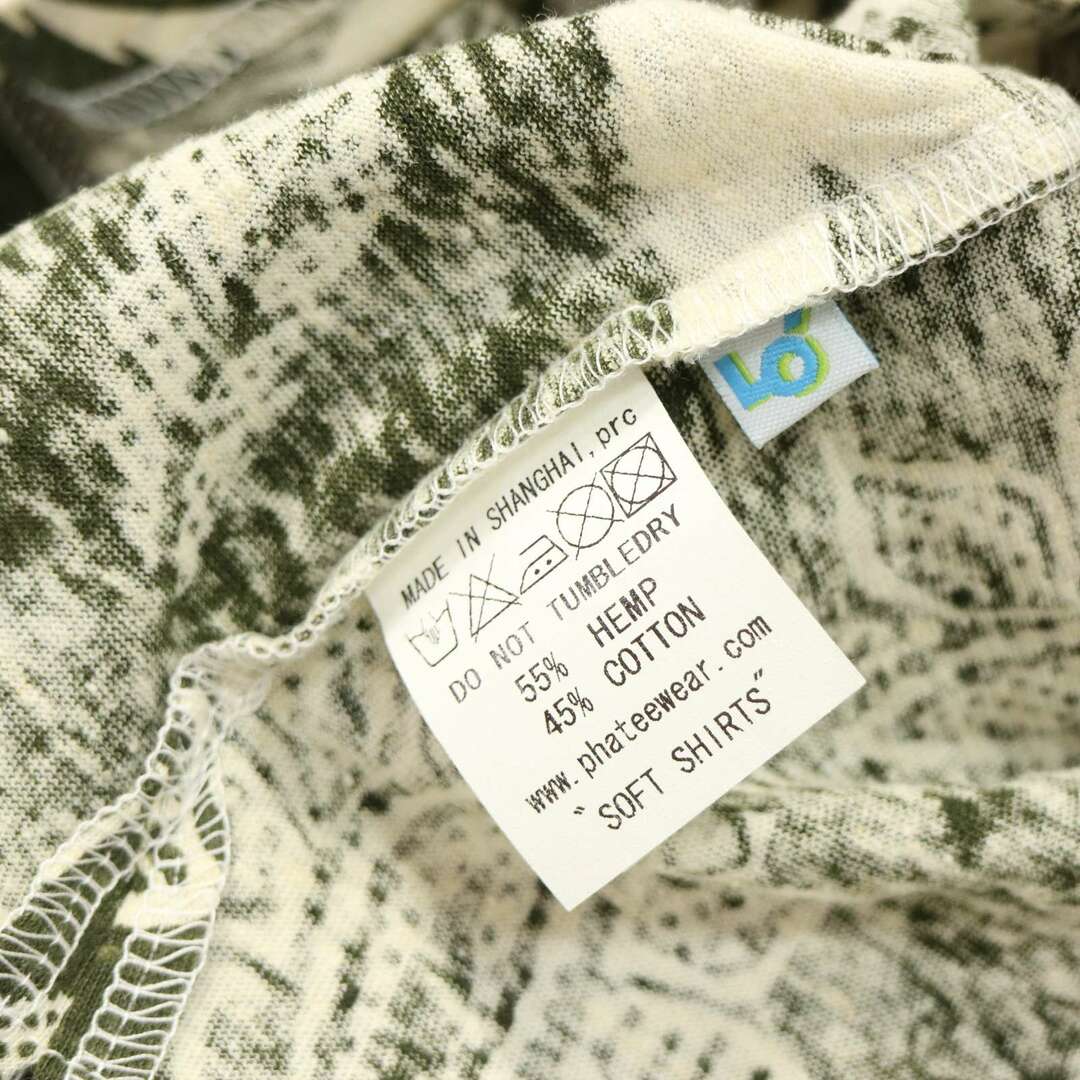 MADE IN SHANGHAI, prc
DO NOT TUMBLEDRY
55% HEMP
45% COTTON
www.phateewear.com
"SOFT SHIRTS"